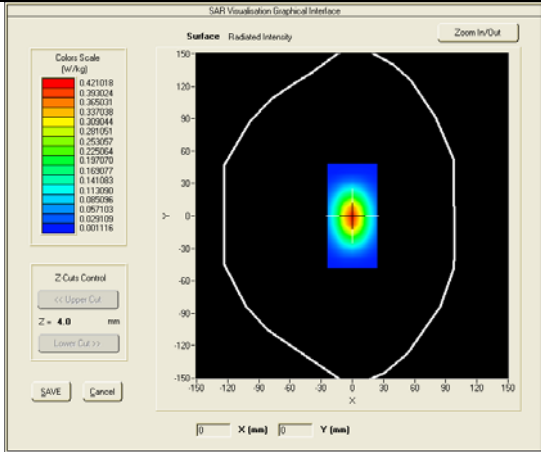 SAR Visualisation Graphical Interface
Surface Radiated Intensity
Zoom In/Out
Colors Scale
(W/kg)
0.421018
0.393024
0.365031
0.337038
0.309044
0.281051
0.253057
0.225064
0.197070
0.169077
0.141083
0.113090
0.085096
0.057103
0.029109
0.001116
Z-Cuts Control
<< Upper Cut
Z = 4.0 mm
Lower Cut >>
SAVE Cancel
150
120
90
60
30
0
-30
-60
-90
-120
-150
Y
-150 -120 -90 -60 -30 0 30 60 90 120 150
X
0 X (mm) 0 Y (mm)